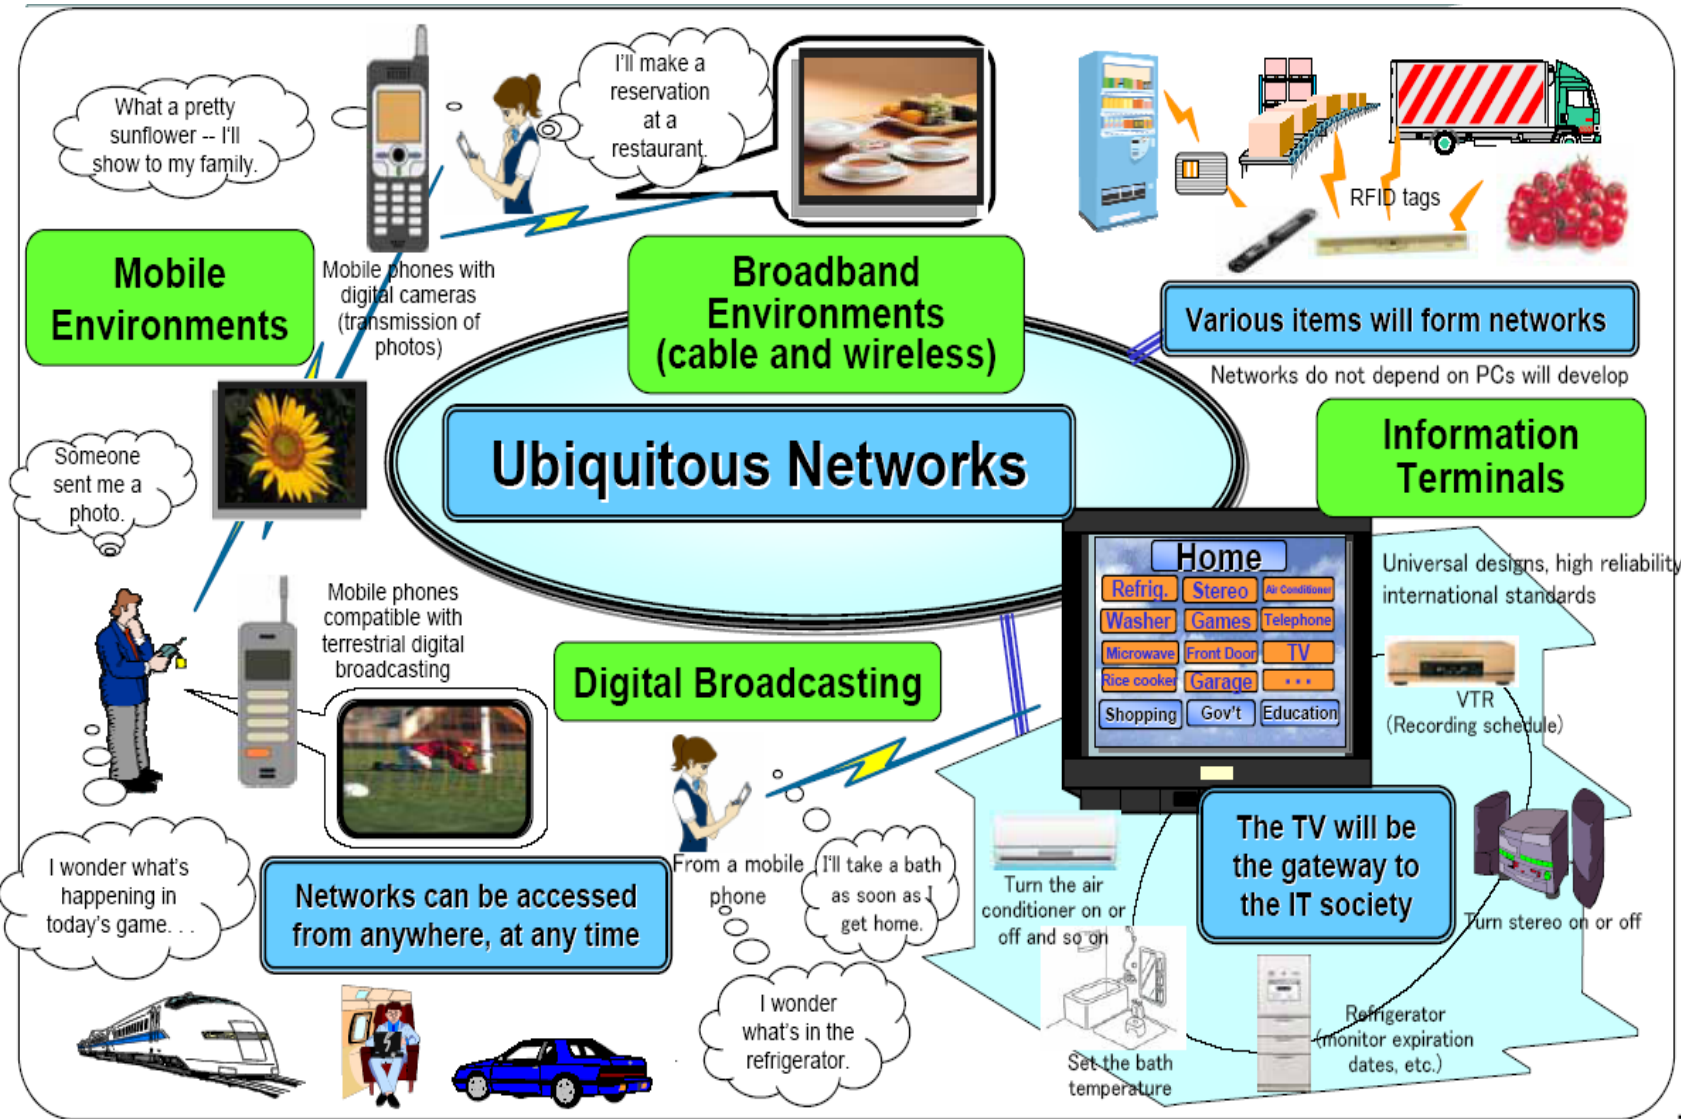 What a pretty
sunflower -- I'll
show to my family.
I'll make a
reservation
at a
restaurant.
RFID tags
Mobile
Environments
Mobile phones with
digital cameras
(transmission of
photos)
Broadband
Environments
(cable and wireless)
Various items will form networks
Networks do not depend on PCs will develop
Ubiquitous Networks
Information
Terminals
Someone
sent me a
photo.
Universal designs, high reliability
international standards
Home
Refrig.
Stereo
Air Conditioner
Washer
Games
Telephone
Microwave
Front Door
TV
Rice cooker
Garage
• • •
Shopping
Gov't
Education
Mobile phones
compatible with
terrestrial digital
broadcasting
Digital Broadcasting
VTR
(Recording schedule)
The TV will be
the gateway to
the IT society
Turn stereo on or off
I wonder what's
happening in
today's game. . .
Networks can be accessed
from anywhere, at any time
From a mobile
phone
I'll take a bath
as soon as I
get home.
Turn the air
conditioner on or
off and so on
I wonder
what's in the
refrigerator.
Set the bath
temperature
Refrigerator
(monitor expiration
dates, etc.)